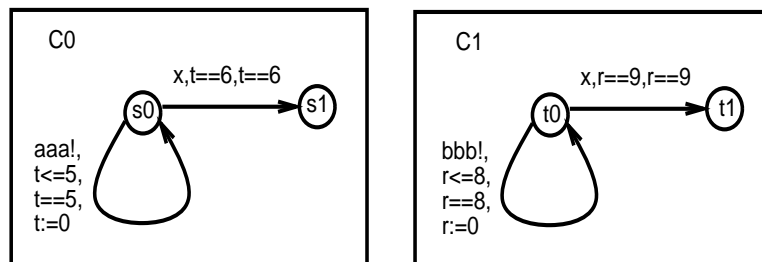 C0
x,t==6,t==6
s0
s1
aaa!,
t<=5,
t==5,
t:=0
C1
x,r==9,r==9
t0
t1
bbb!,
r<=8,
r==8,
r:=0